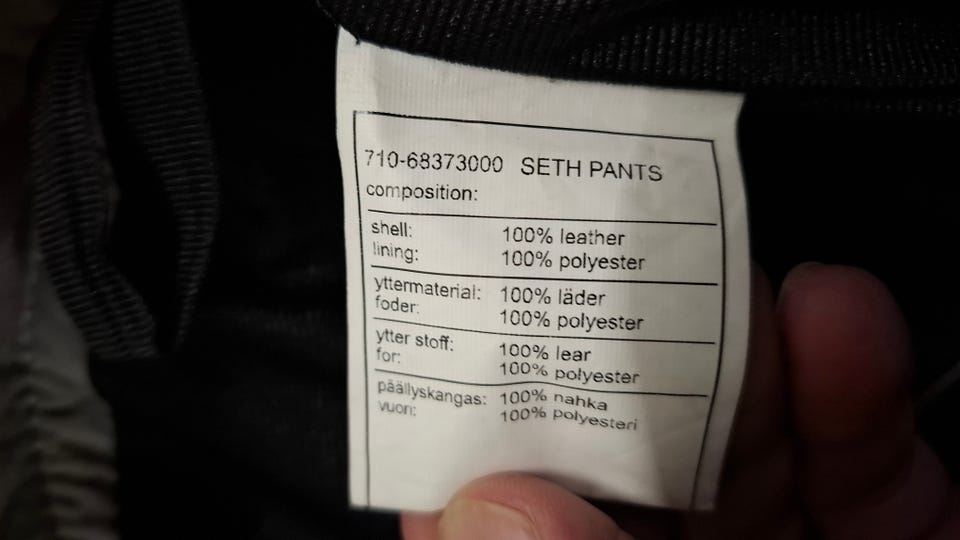 710-68373000 SETH PANTS
composition:
shell: 100% leather
lining: 100% polyester
yttermaterial: 100% läder
foder: 100% polyester
ytter stoff: 100% lear
for: 100% polyester
päällyskangas: 100% nahka
vuori: 100% polyesteri